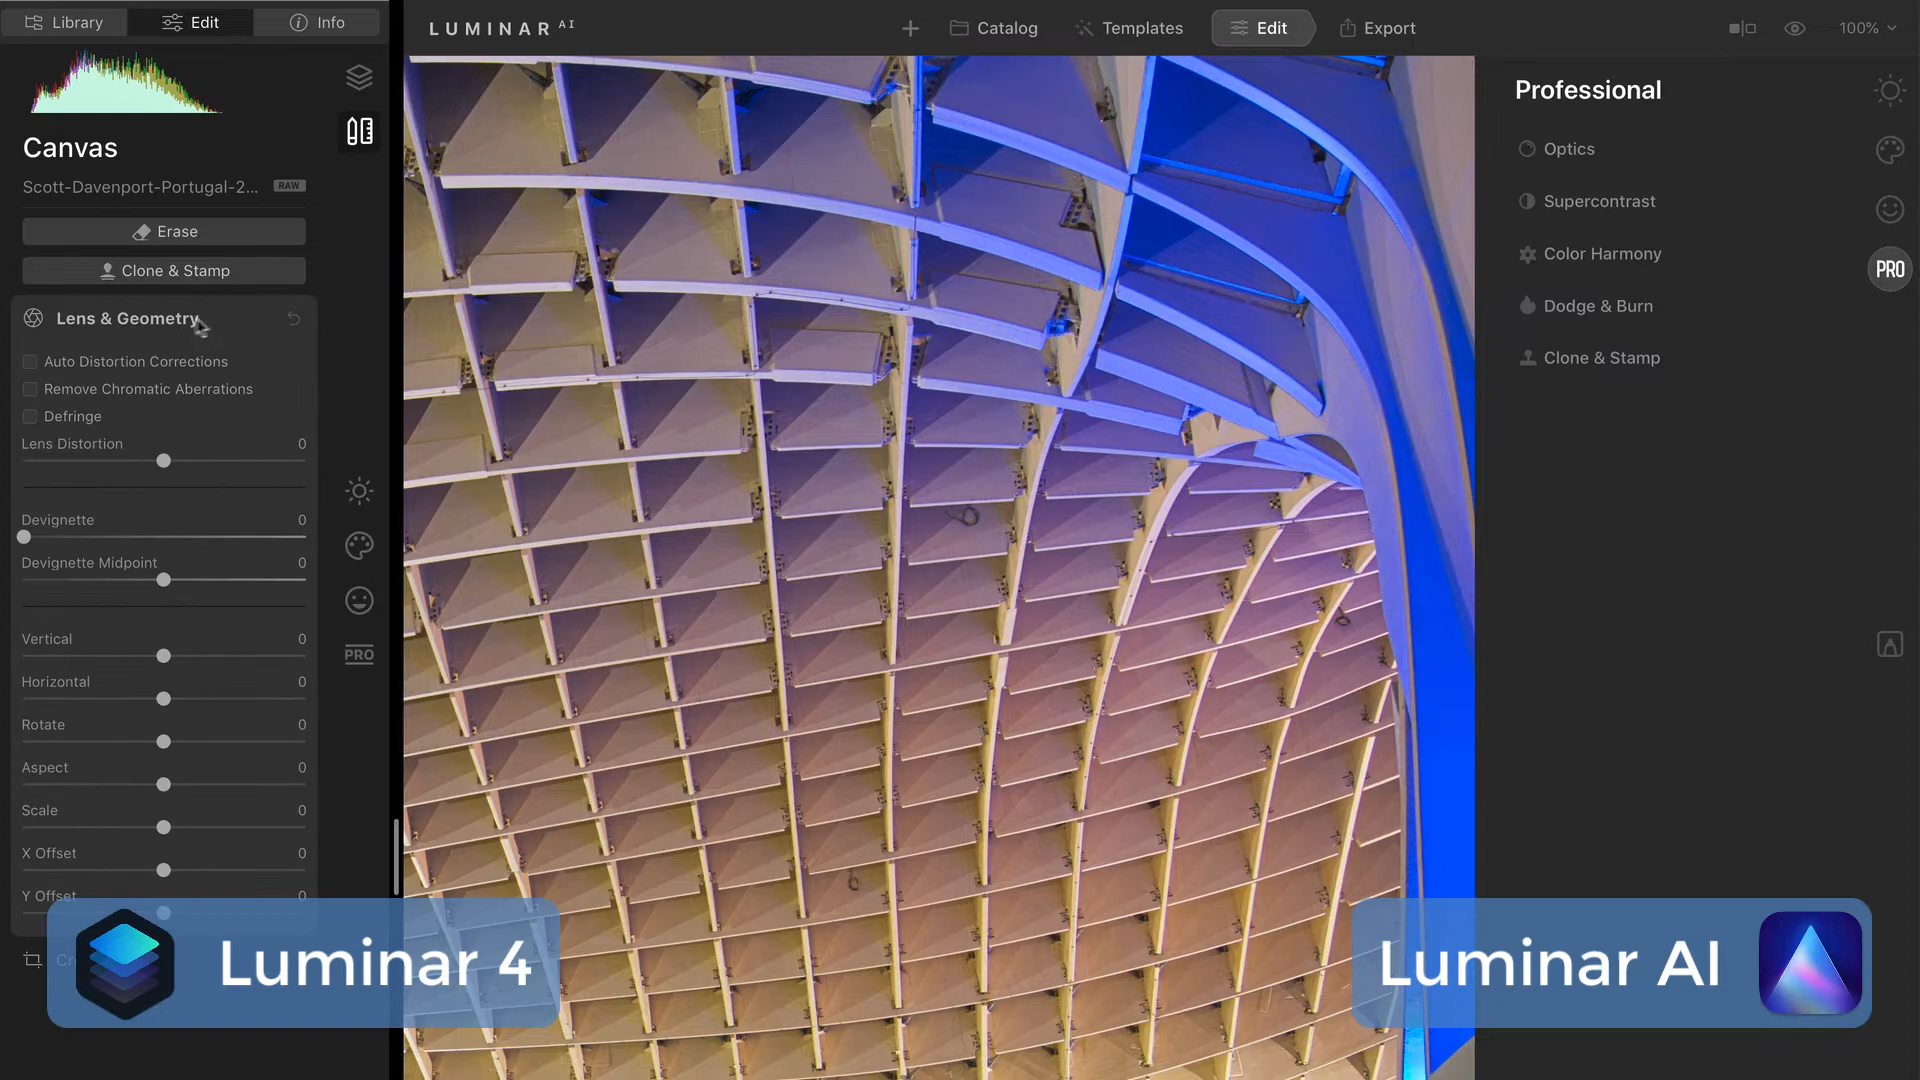 Library
Edit
Info
LUMINAR AI
Catalog
Templates
Edit
Export
100%
Canvas
Scott-Davenport-Portugal-2...
RAW
Erase
Clone & Stamp
Lens & Geometry
Auto Distortion Corrections
Remove Chromatic Aberrations
Defringe
Lens Distortion 0
Devignette 0
Devignette Midpoint 0
Vertical 0
Horizontal 0
Rotate 0
Aspect 0
Scale 0
X Offset 0
Y Offset 0
PRO
Professional
Optics
Supercontrast
Color Harmony
Dodge & Burn
Clone & Stamp
PRO
Luminar 4
Luminar AI